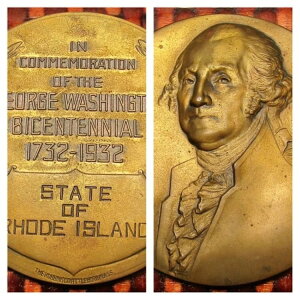 IN
COMMEMORATION
OF THE
EORGE WASHINGT
BICENTENNIAL
1732-1932
STATE
OF
RHODE ISLAND